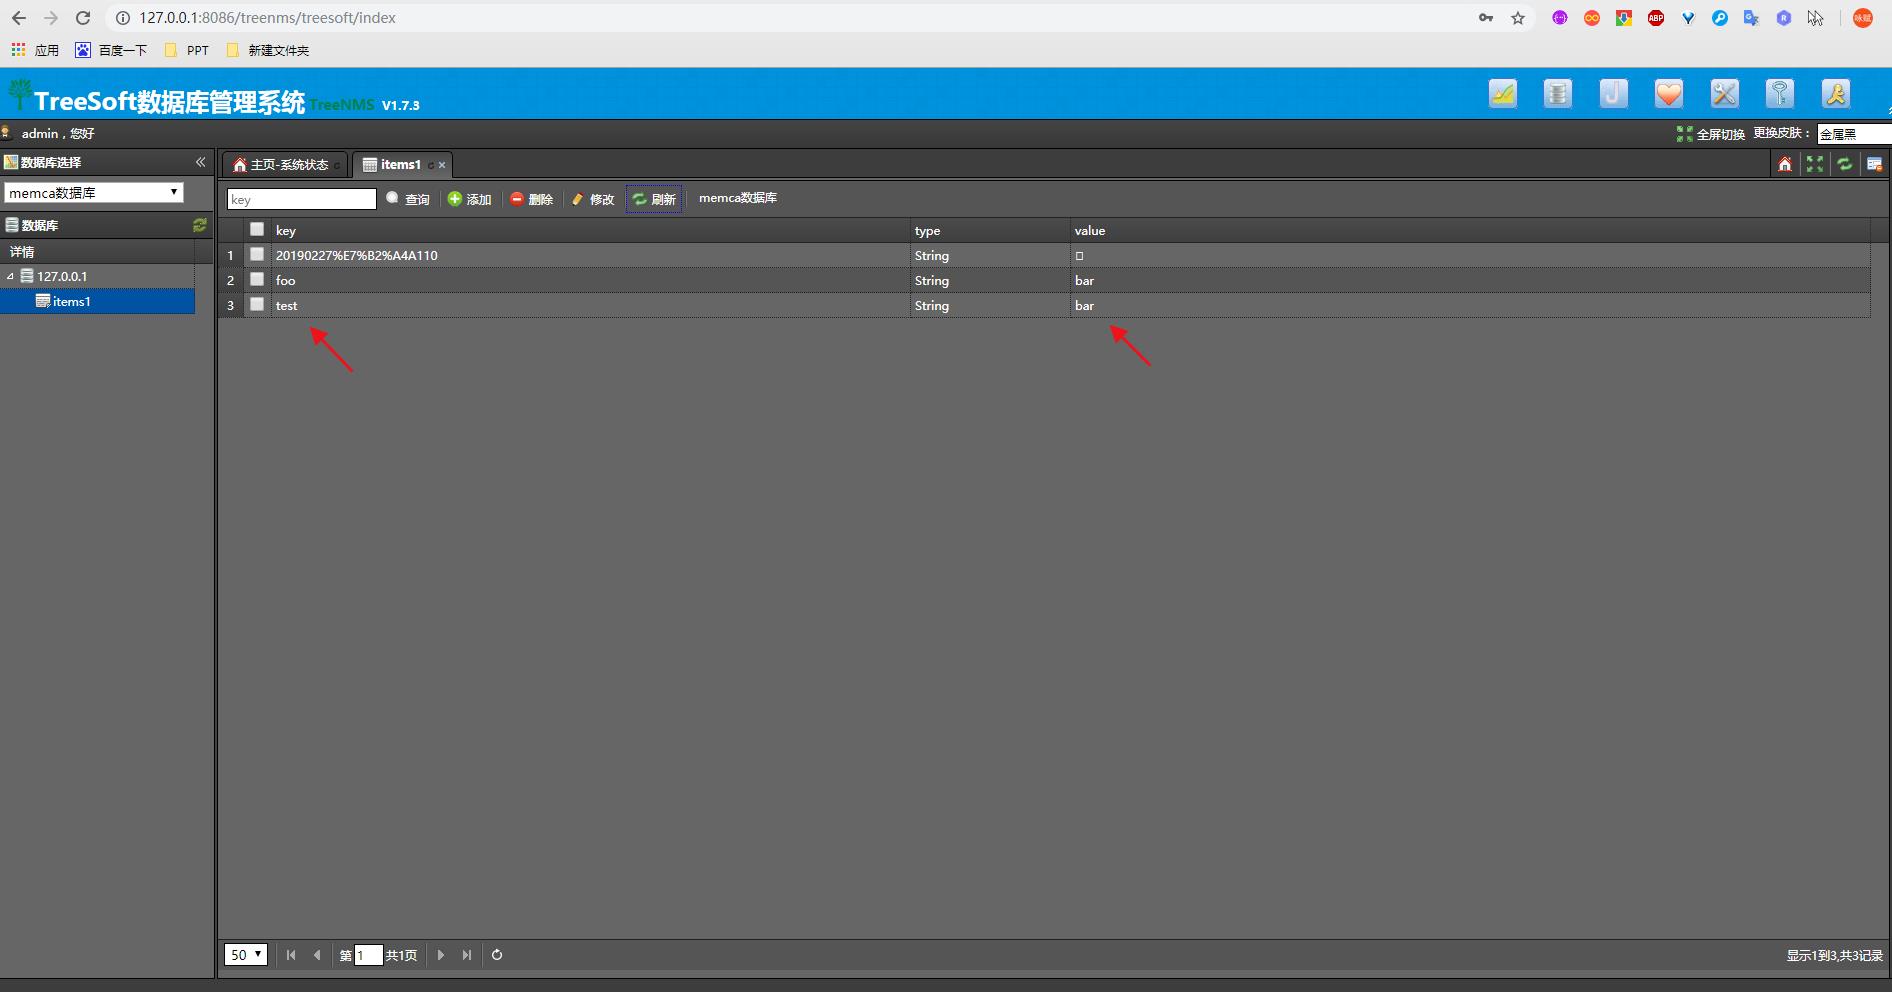 127.0.0.1:8086/treenms/treesoft/index
应用 百度一下 PPT 新建文件夹
TreeSoft数据库管理系统 TreeNMS V1.7.3
admin，您好 全屏切换 更换皮肤： 金属黑
数据库选择 主页-系统状态 items1
memca数据库 key 查询 添加 删除 修改 刷新 memca数据库
数据库 key type value
详情 1 20190227%E7%B2%A4A110 String □
127.0.0.1 2 foo String bar
items1 3 test String bar
50 第 1 共1页 显示1到3,共3记录